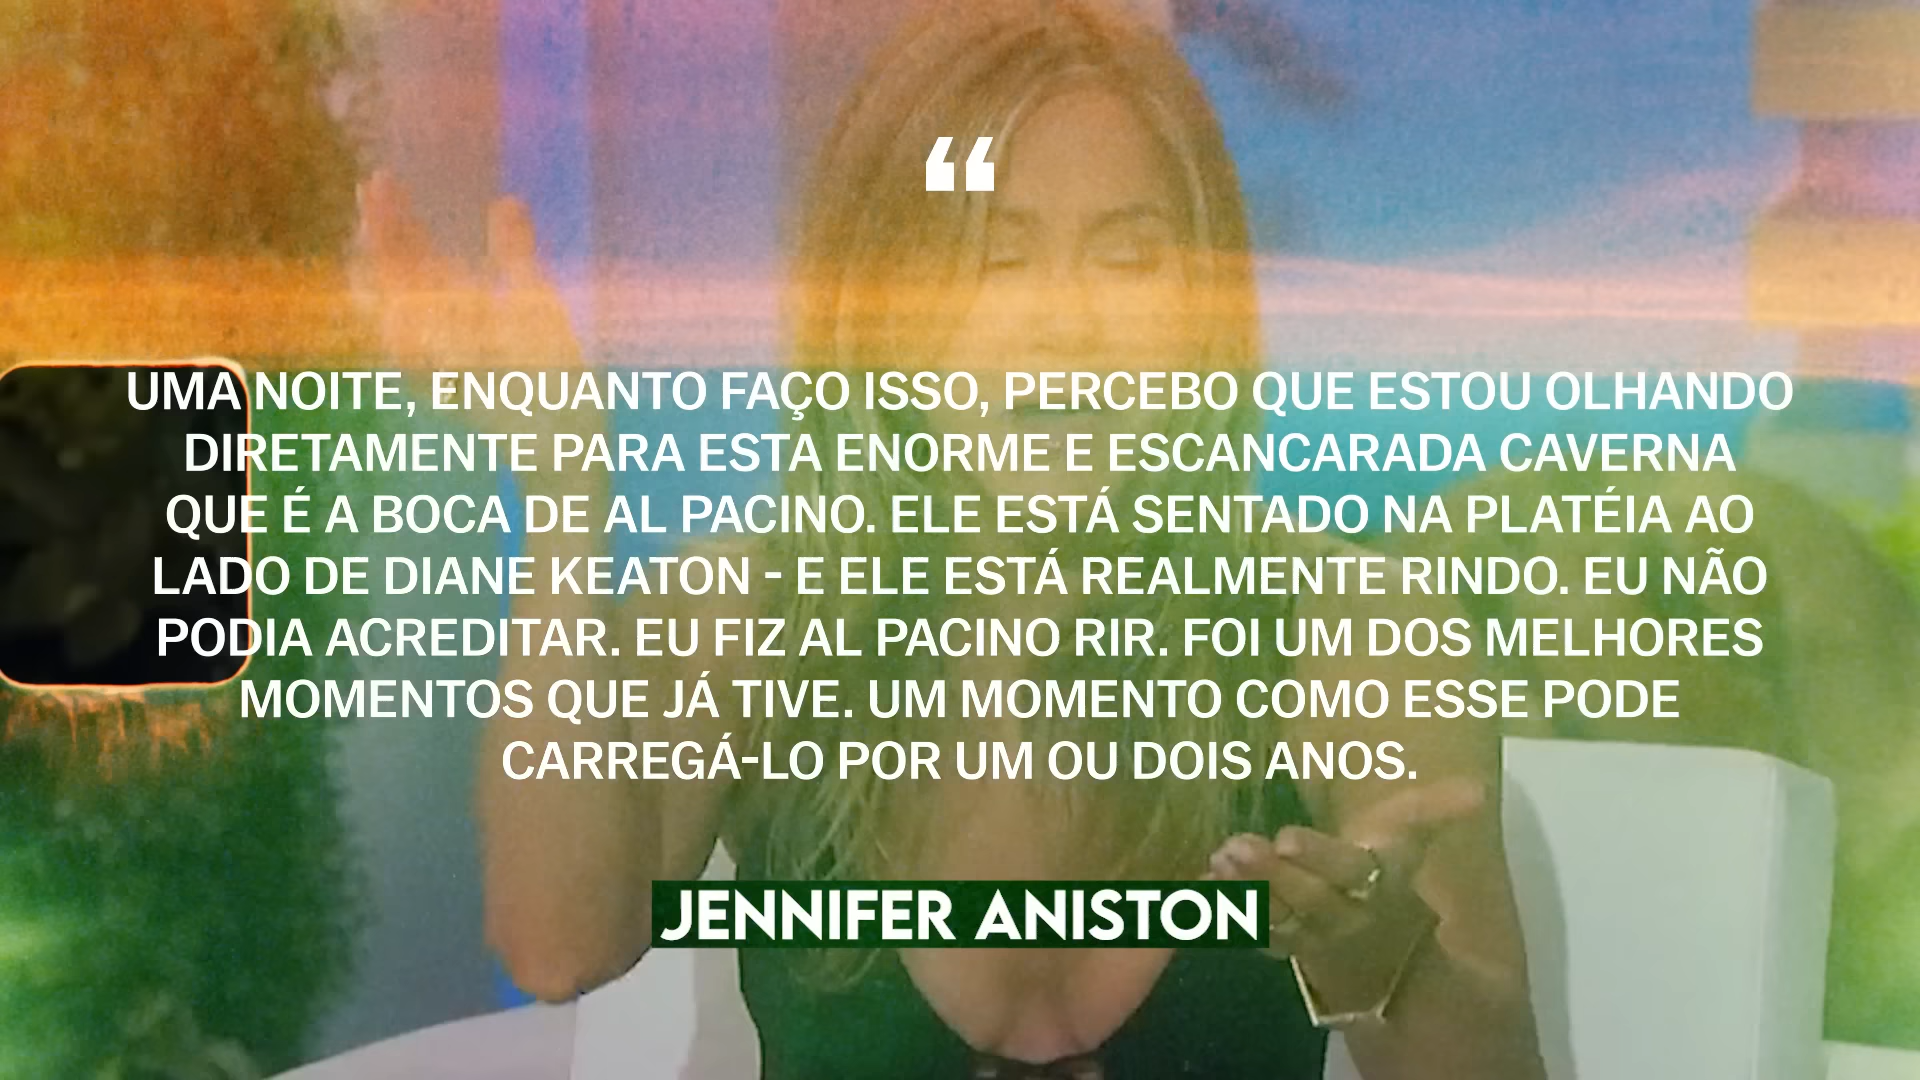 “
UMA NOITE, ENQUANTO FAÇO ISSO, PERCEBO QUE ESTOU OLHANDO
DIRETAMENTE PARA ESTA ENORME E ESCANCARADA CAVERNA
QUE É A BOCA DE AL PACINO. ELE ESTÁ SENTADO NA PLATÉIA AO
LADO DE DIANE KEATON - E ELE ESTÁ REALMENTE RINDO. EU NÃO
PODIA ACREDITAR. EU FIZ AL PACINO RIR. FOI UM DOS MELHORES
MOMENTOS QUE JÁ TIVE. UM MOMENTO COMO ESSE PODE
CARREGÁ-LO POR UM OU DOIS ANOS.
JENNIFER ANISTON